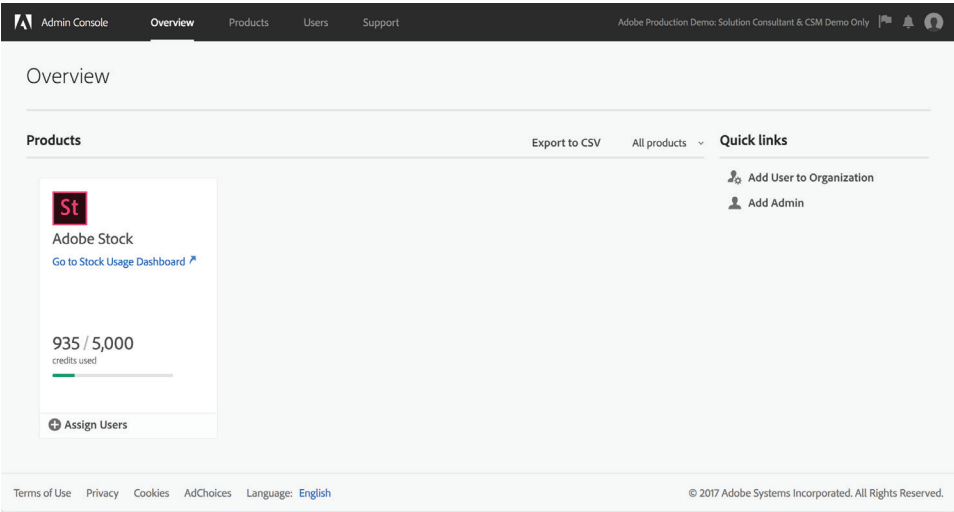 Admin Console Overview Products Users Support Adobe Production Demo: Solution Consultant & CSM Demo Only
Overview
Products Export to CSV All products
Quick links
Add User to Organization
Add Admin
St
Adobe Stock
Go to Stock Usage Dashboard
935 / 5,000
credits used
Assign Users
Terms of Use Privacy Cookies AdChoices Language: English © 2017 Adobe Systems Incorporated. All Rights Reserved.